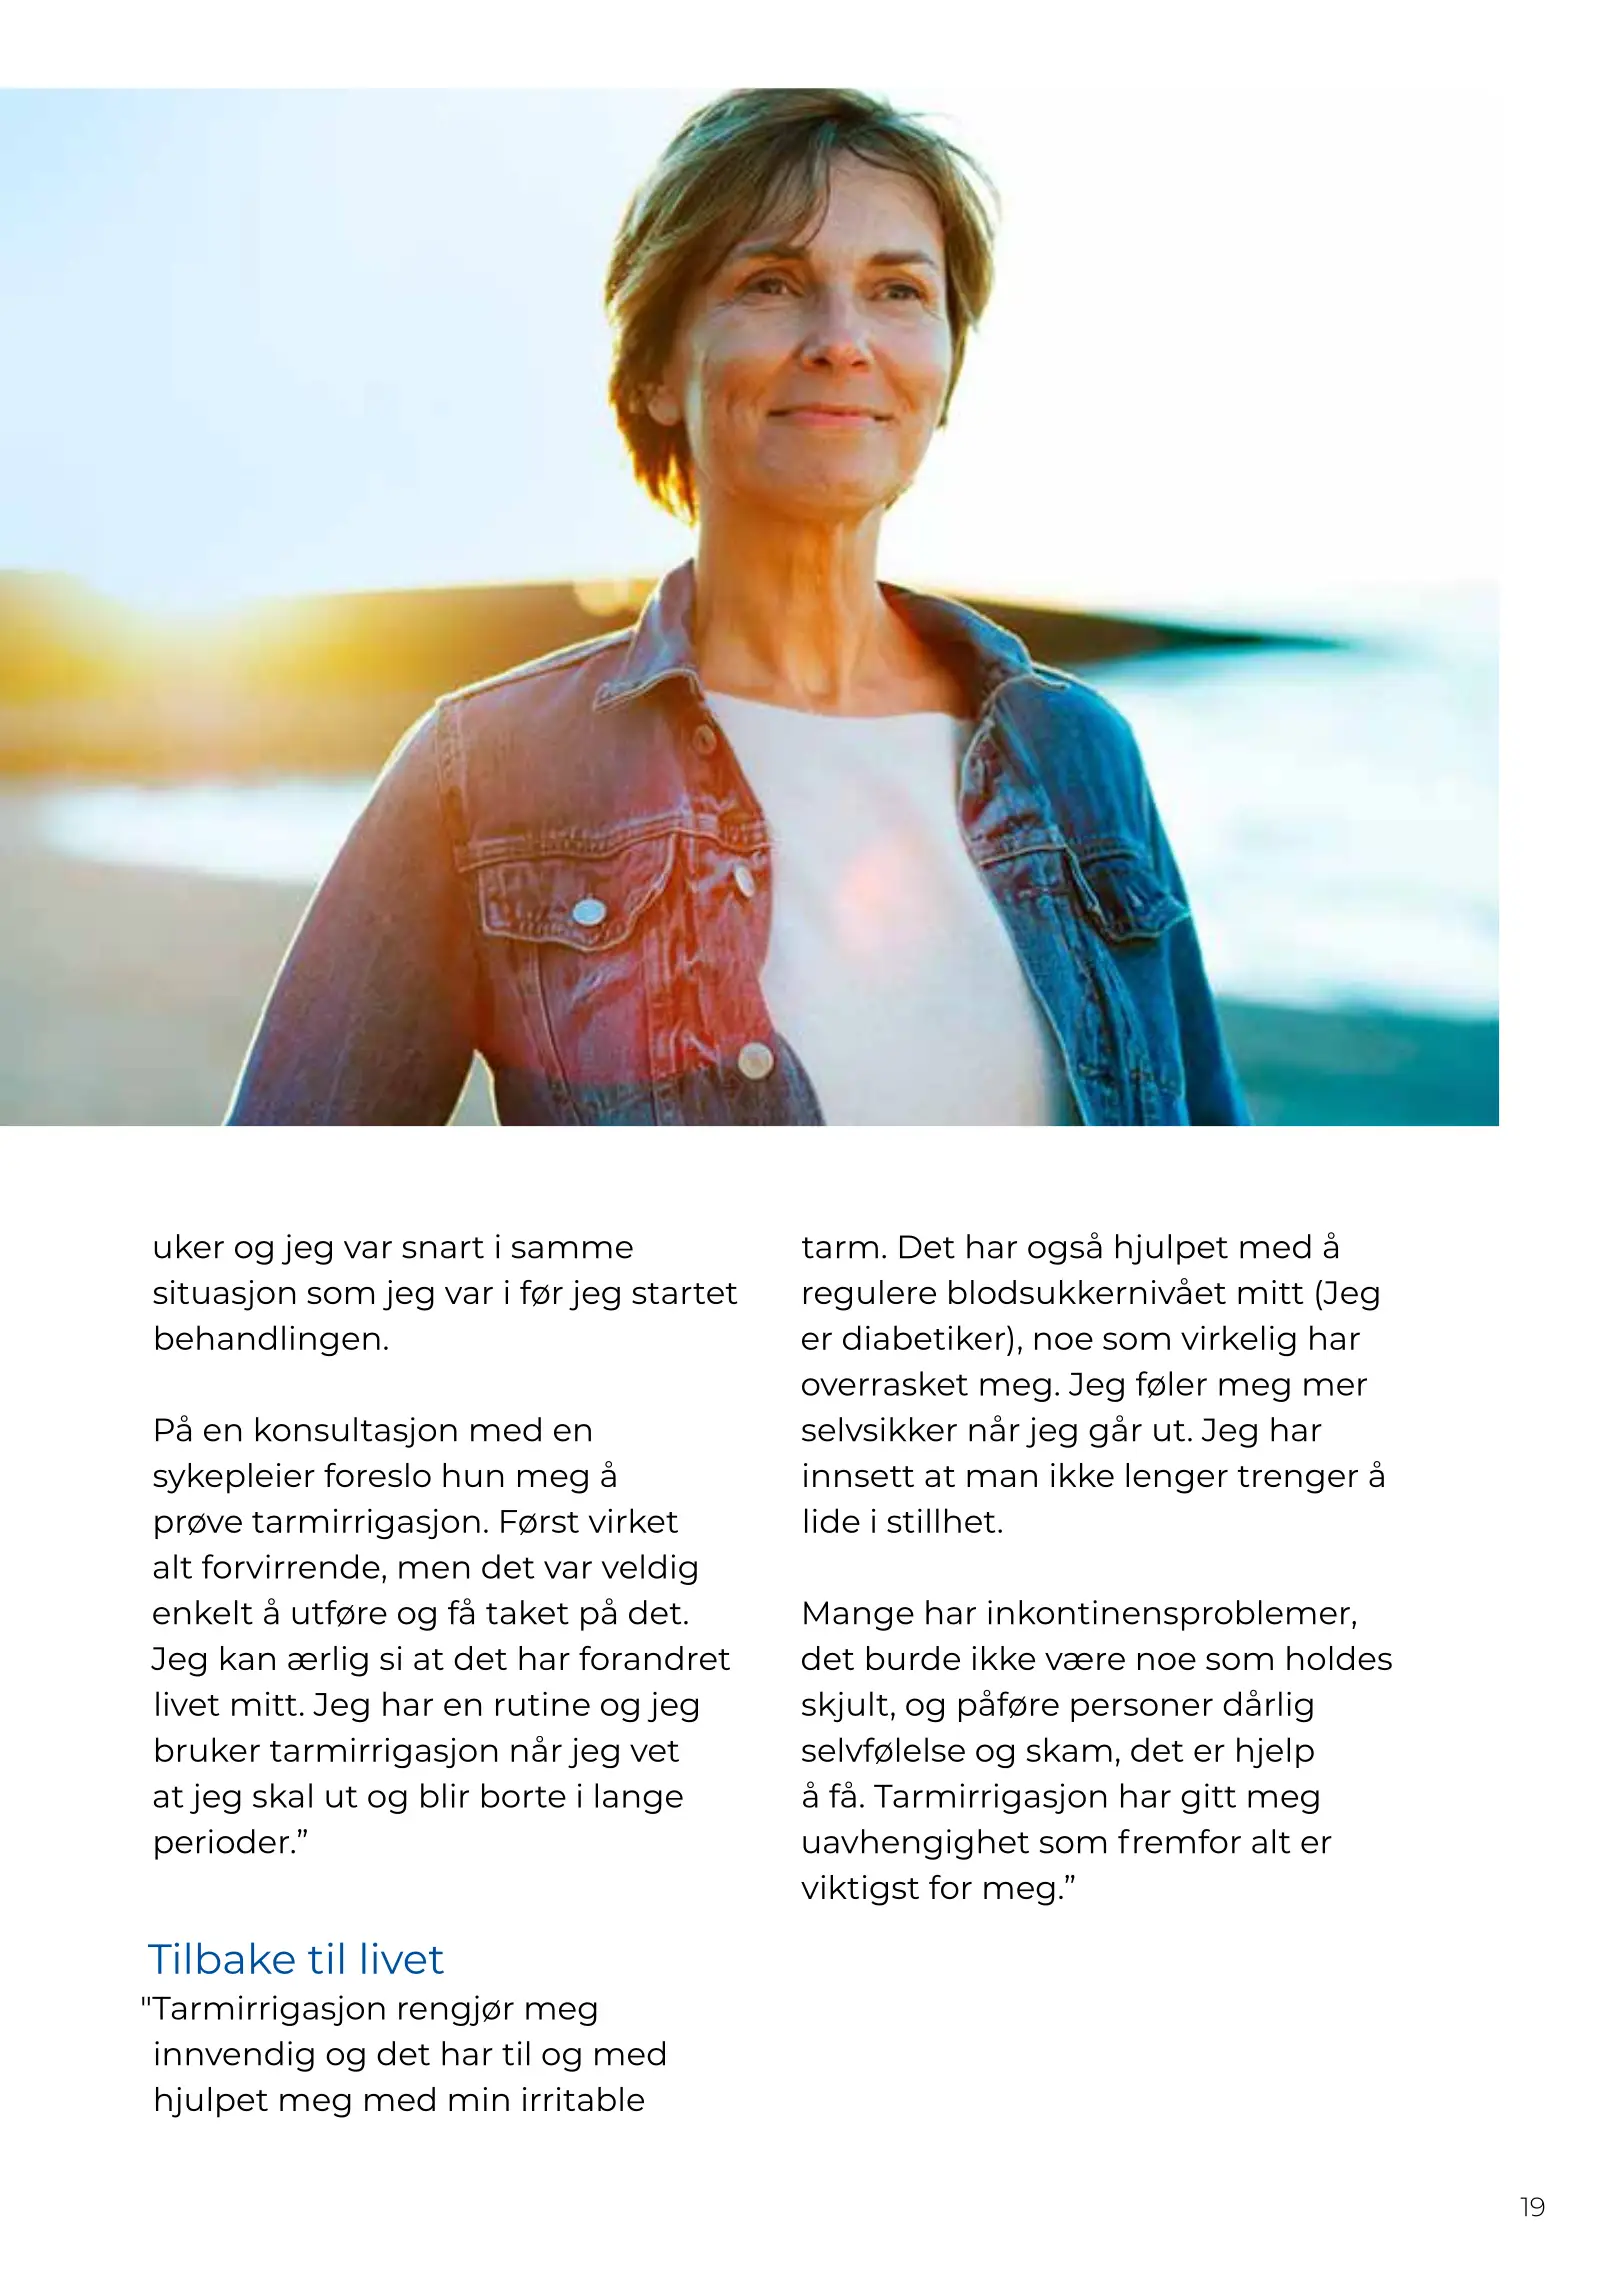 uker og jeg var snart i samme
situasjon som jeg var i før jeg startet
behandlingen.
På en konsultasjon med en
sykepleier foreslo hun meg å
prøve tarmirrigasjon. Først virket
alt forvirrende, men det var veldig
enkelt å utføre og få taket på det.
Jeg kan ærlig si at det har forandret
livet mitt. Jeg har en rutine og jeg
bruker tarmirrigasjon når jeg vet
at jeg skal ut og blir borte i lange
perioder.”
Tilbake til livet
"Tarmirrigasjon rengjør meg
innvendig og det har til og med
hjulpet meg med min irritable
tarm. Det har også hjulpet med å
regulere blodsukkernivået mitt (Jeg
er diabetiker), noe som virkelig har
overrasket meg. Jeg føler meg mer
selvsikker når jeg går ut. Jeg har
innsett at man ikke lenger trenger å
lide i stillhet.
Mange har inkontinensproblemer,
det burde ikke være noe som holdes
skjult, og påføre personer dårlig
selvfølelse og skam, det er hjelp
å få. Tarmirrigasjon har gitt meg
uavhengighet som fremfor alt er
viktigst for meg.”
19